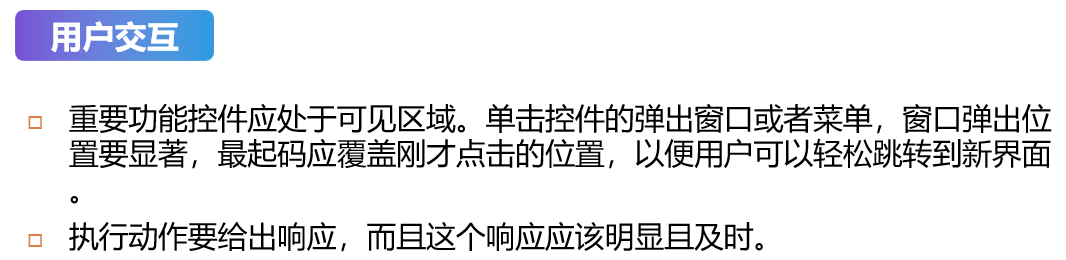 用户交互
重要功能控件应处于可见区域。单击控件的弹出窗口或者菜单，窗口弹出位
置要显著，最起码应覆盖刚才点击的位置，以便用户可以轻松跳转到新界面
。
执行动作要给出响应，而且这个响应应该明显且及时。